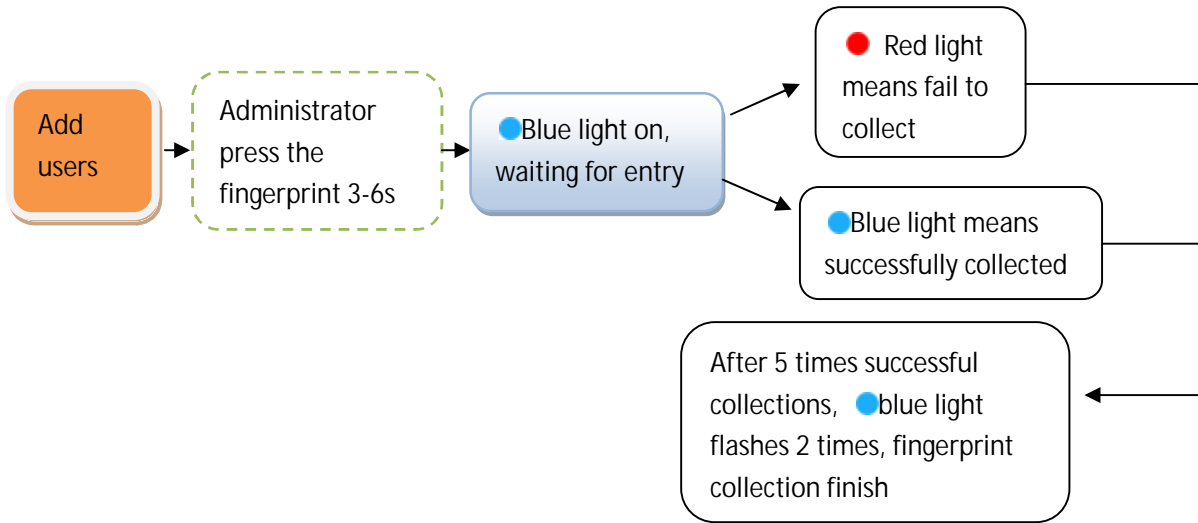 Add
users
Administrator
press the
fingerprint 3-6s
Blue light on,
waiting for entry
Red light
means fail to
collect
Blue light means
successfully collected
After 5 times successful
collections, blue light
flashes 2 times, fingerprint
collection finish